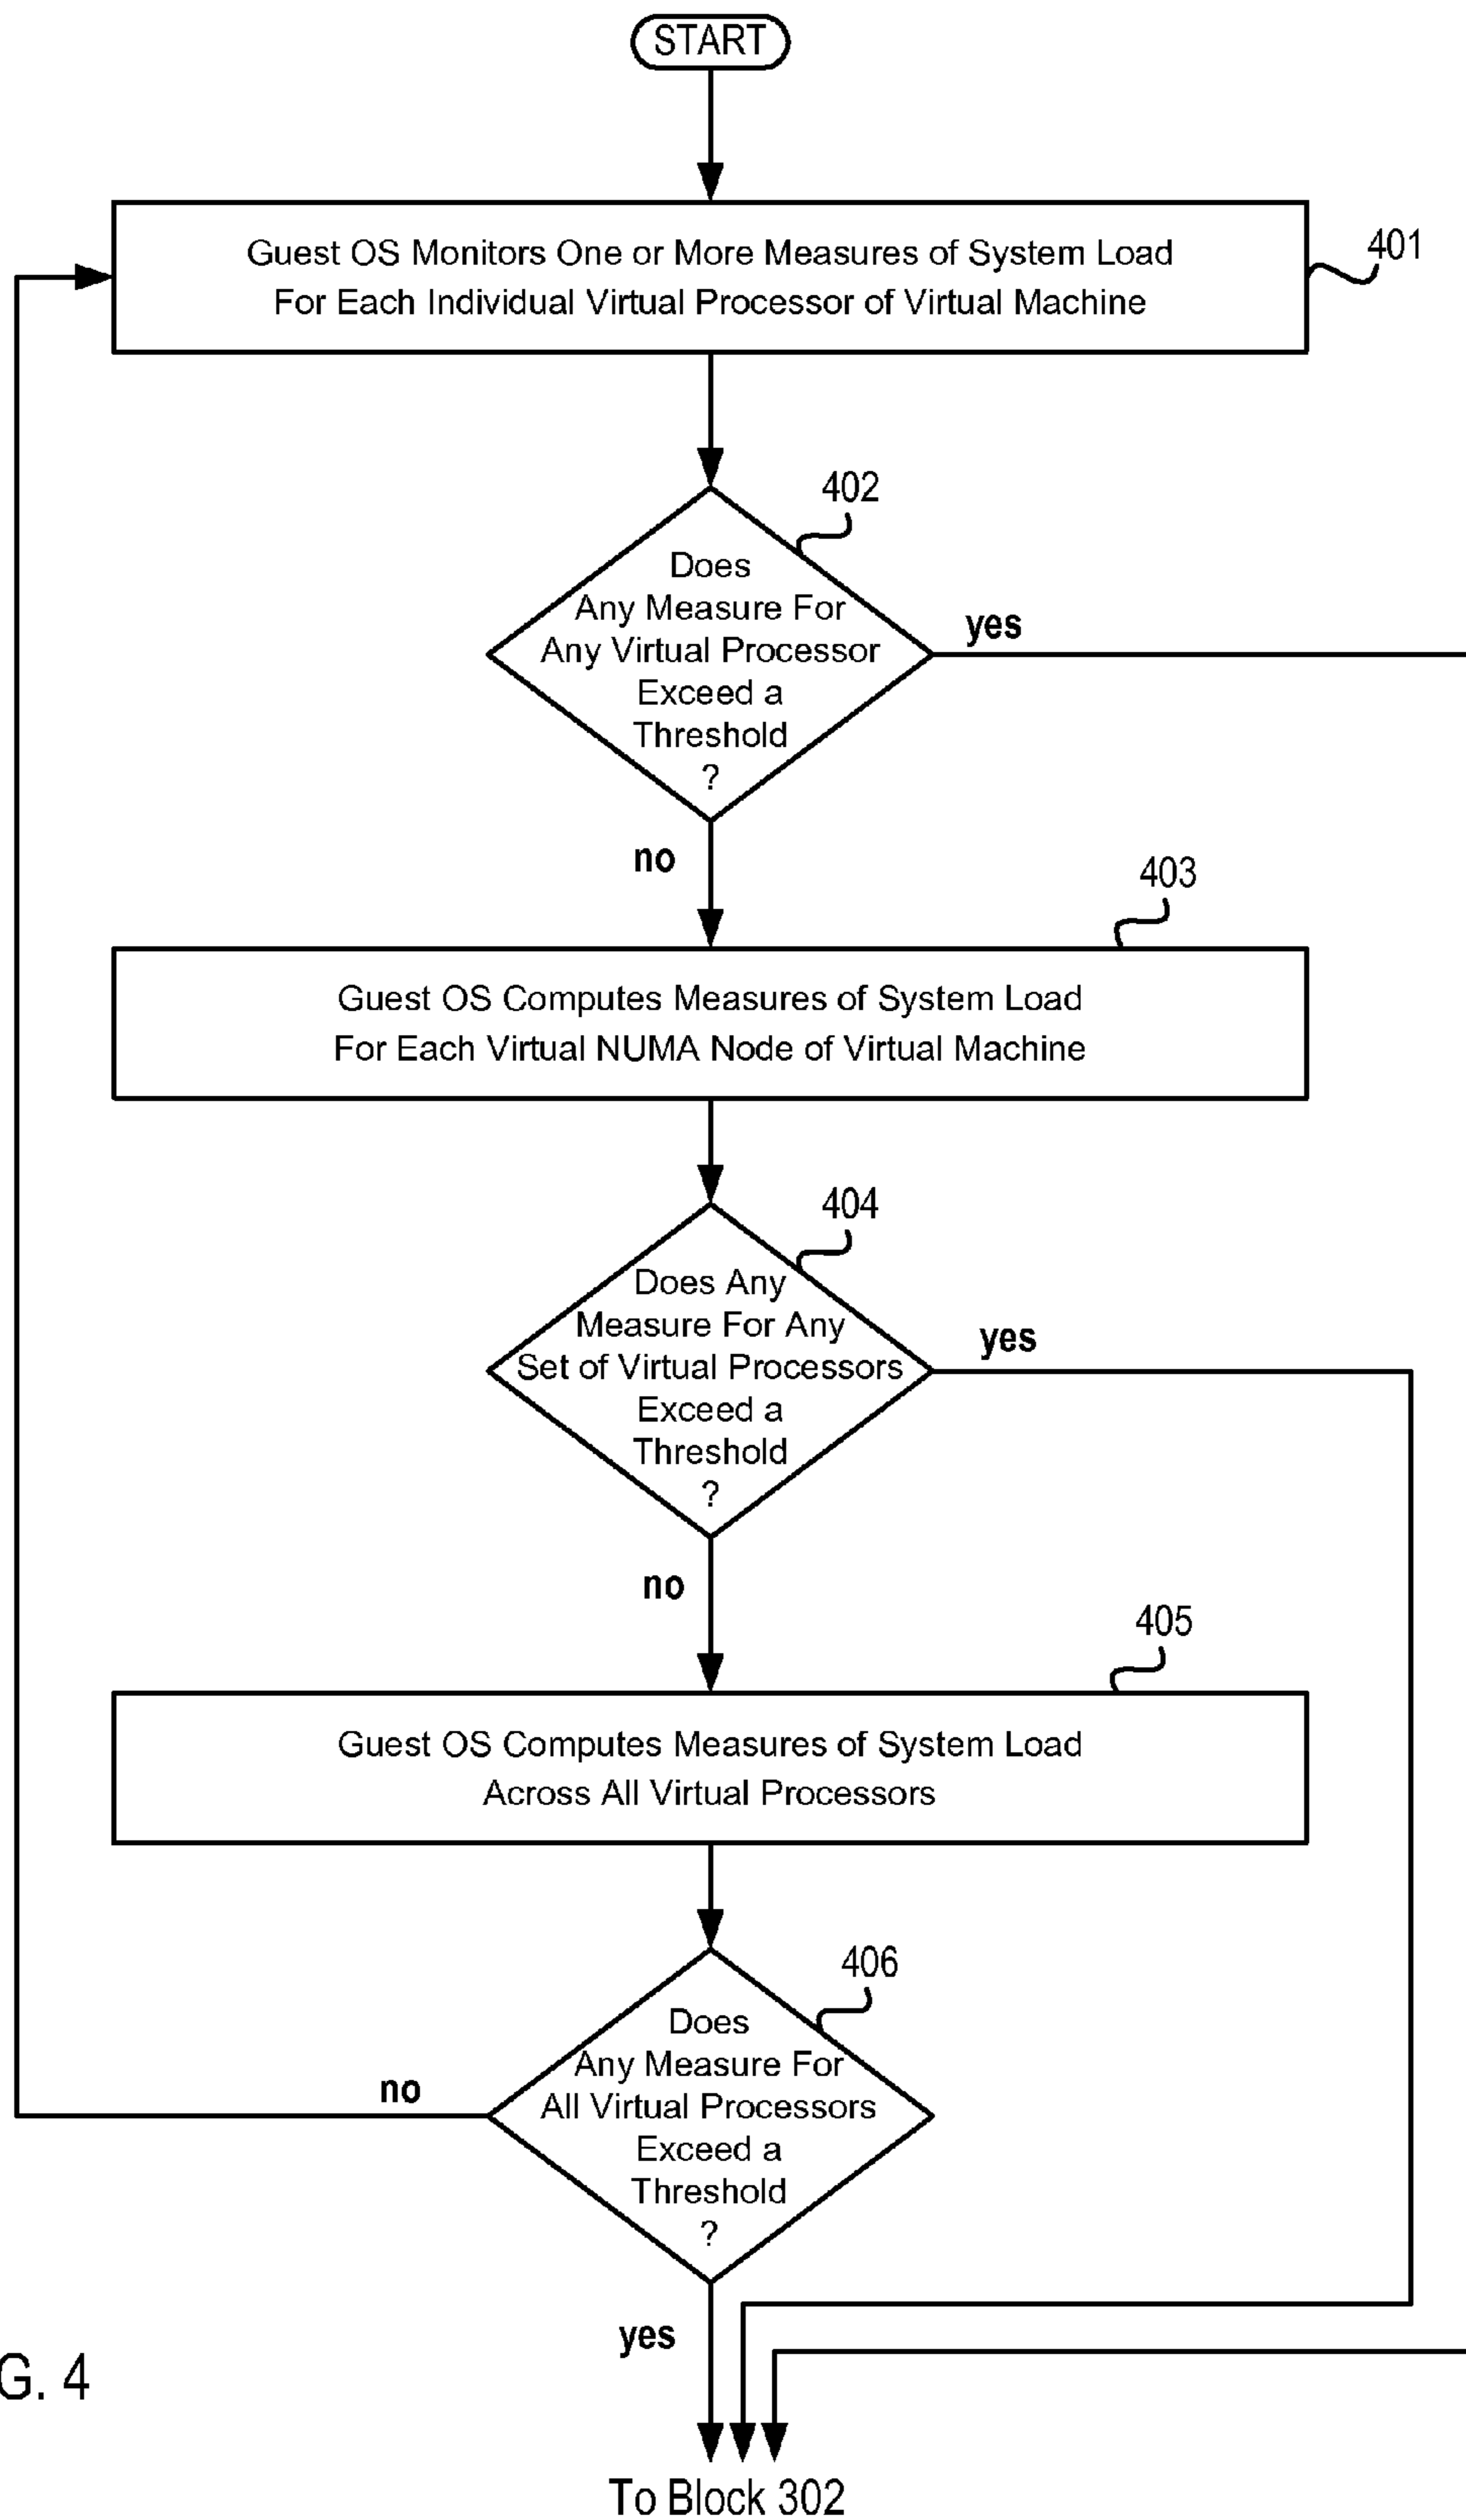 START
Guest OS Monitors One or More Measures of System Load
For Each Individual Virtual Processor of Virtual Machine
401
402
Does
Any Measure For
Any Virtual Processor
Exceed a
Threshold
?
yes
no
403
Guest OS Computes Measures of System Load
For Each Virtual NUMA Node of Virtual Machine
404
Does Any
Measure For Any
Set of Virtual Processors
Exceed a
Threshold
?
yes
no
405
Guest OS Computes Measures of System Load
Across All Virtual Processors
406
Does
Any Measure For
All Virtual Processors
Exceed a
Threshold
?
no
yes
G. 4
To Block 302